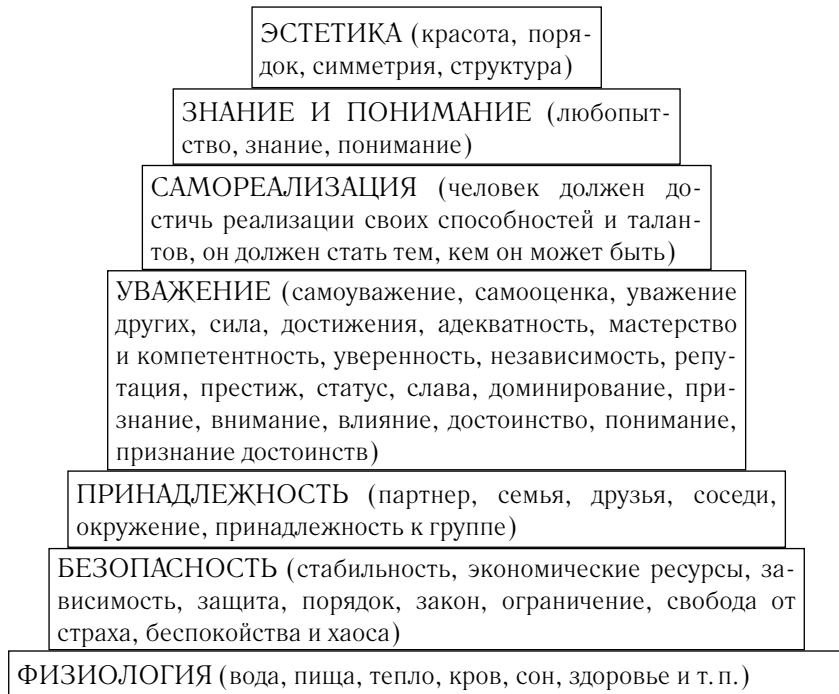 ЭСТЕТИКА (красота, поря-
док, симметрия, структура)
ЗНАНИЕ И ПОНИМАНИЕ (любопыт-
ство, знание, понимание)
САМОРЕАЛИЗАЦИЯ (человек должен до-
стичь реализации своих способностей и талан-
тов, он должен стать тем, кем он может быть)
УВАЖЕНИЕ (самоуважение, самооценка, уважение
других, сила, достижения, адекватность, мастерство
и компетентность, уверенность, независимость, репу-
тация, престиж, статус, слава, доминирование, при-
знание, внимание, влияние, достоинство, понимание,
признание достоинств)
ПРИНАДЛЕЖНОСТЬ (партнер, семья, друзья, соседи,
окружение, принадлежность к группе)
БЕЗОПАСНОСТЬ (стабильность, экономические ресурсы, за-
висимость, защита, порядок, закон, ограничение, свобода от
страха, беспокойства и хаоса)
ФИЗИОЛОГИЯ (вода, пища, тепло, кров, сон, здоровье и т. п.)